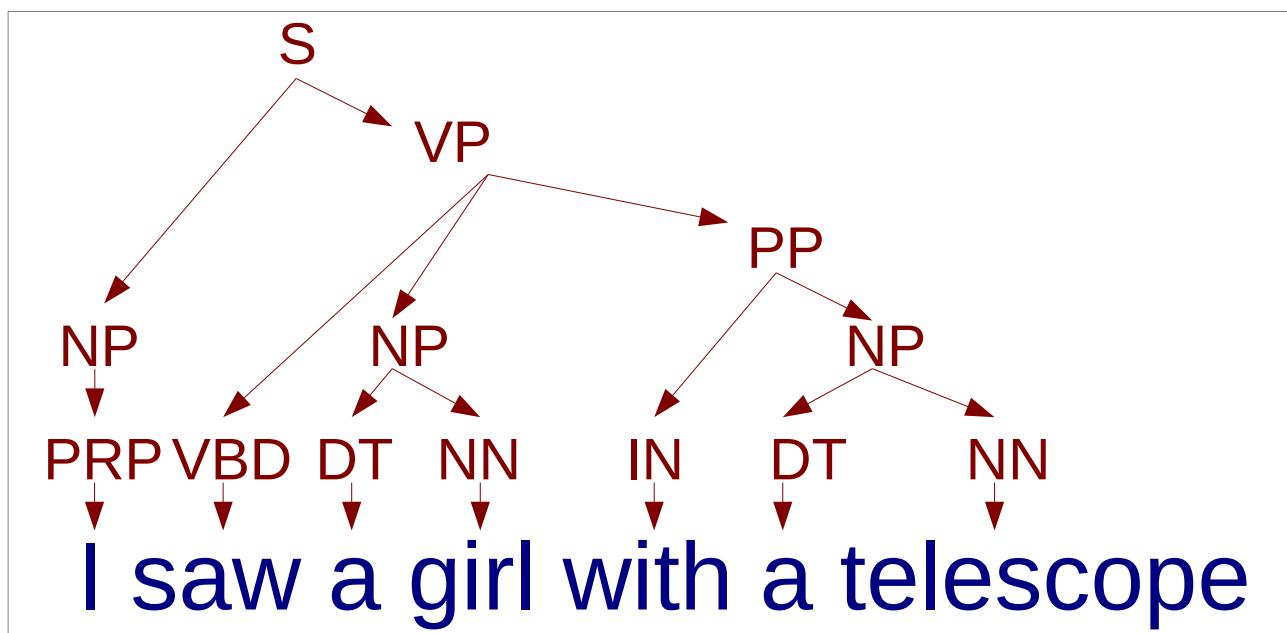 S
VP
PP
NP NP NP
PRP VBD DT NN IN DT NN
I saw a girl with a telescope